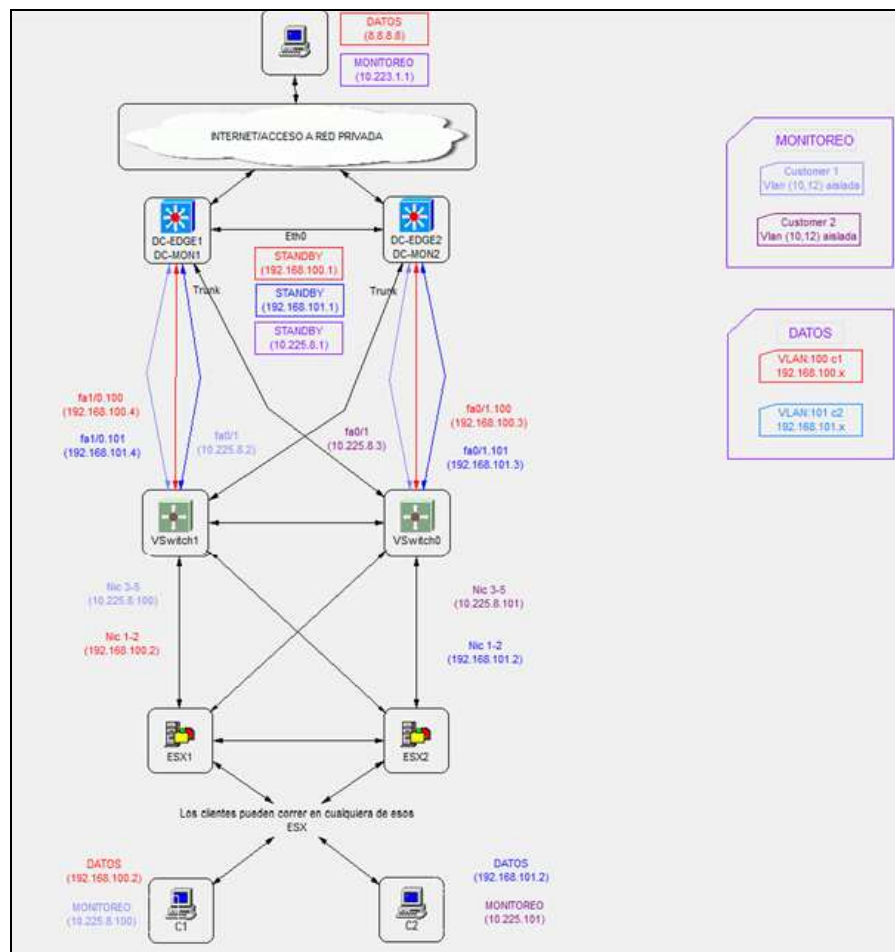 DATOS
(8.8.8.8)
MONITOREO
(10.223.1.1)
INTERNET/ACCESO A RED PRIVADA
MONITOREO
Customer 1
Vlan (10,12) aislada
Customer 2
Vlan (10,12) aislada
DC-EDGE1
DC-MON1
Eth0
DC-EDGE2
DC-MON2
STANDBY
(192.168.100.1)
Trunk
Trunk
STANDBY
(192.168.101.1)
STANDBY
(10.225.8.1)
DATOS
VLAN:100 c1
192.168.100.x
VLAN:101 c2
192.168.101.x
fa1/0.100
(192.168.100.4)
fa1/0.101
(192.168.101.4)
fa0/1
(10.225.8.2)
fa0/1
(10.225.8.3)
fa0/1.100
(192.168.100.3)
fa0/1.101
(192.168.101.3)
VSwitch1
VSwitch0
Nic 3-5
(10.225.8.100)
Nic 1-2
(192.168.100.2)
Nic 3-5
(10.225.8.101)
Nic 1-2
(192.168.101.2)
ESX1
ESX2
Los clientes pueden correr en cualquiera de esos
ESX
DATOS
(192.168.100.2)
MONITOREO
(10.225.8.100)
C1
DATOS
(192.168.101.2)
MONITOREO
(10.225.101)
C2